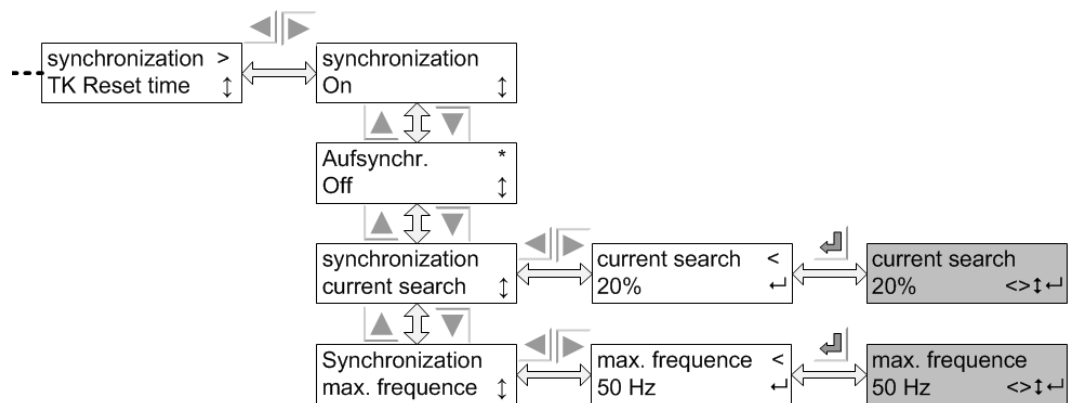 synchronization >
TK Reset time ↕
synchronization
On ↕
Aufsynchr. *
Off ↕
synchronization
current search ↕
current search <
20% ↵
current search
20% <>↕↵
Synchronization
max. frequence ↕
max. frequence <
50 Hz ↵
max. frequence
50 Hz <>↕↵